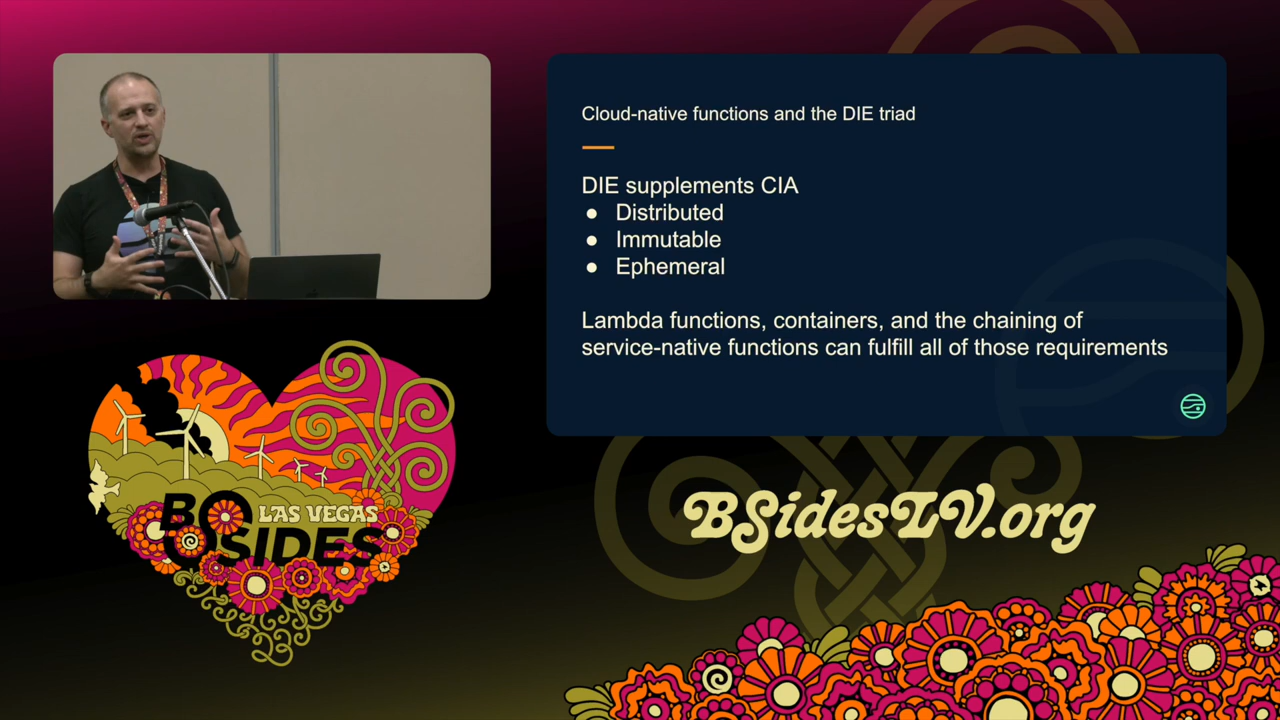 Cloud-native functions and the DIE triad
DIE supplements CIA
● Distributed
● Immutable
● Ephemeral
Lambda functions, containers, and the chaining of
service-native functions can fulfill all of those requirements
LAS VEGAS
BSIDES
BSidesLV.org
23